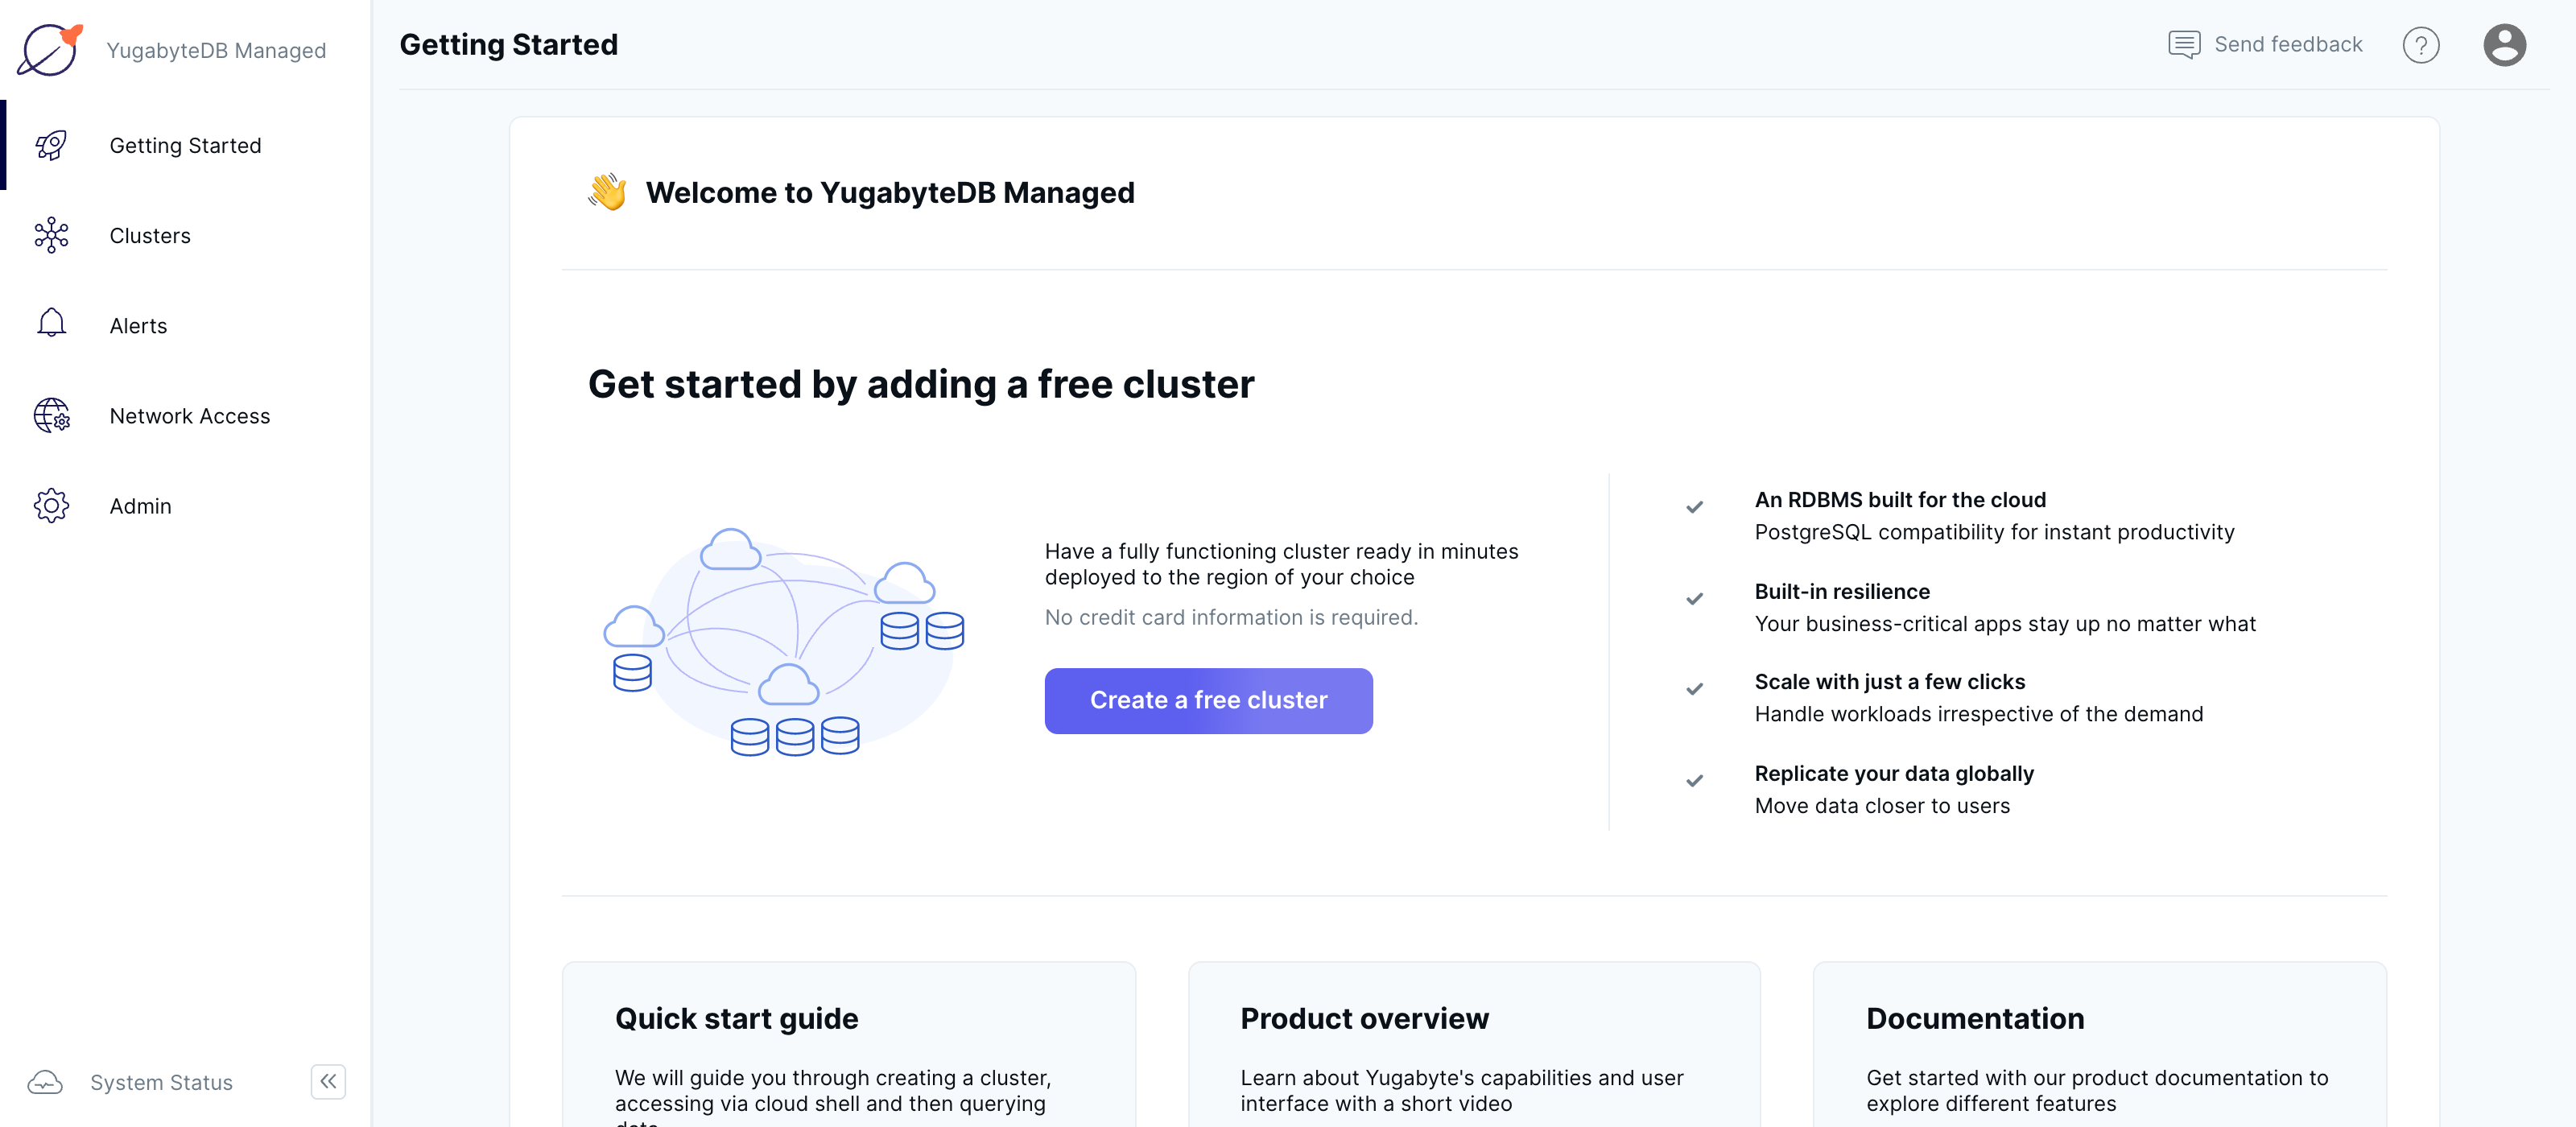 YugabyteDB Managed
Getting Started
Clusters
Alerts
Network Access
Admin
System Status
Getting Started
Send feedback
?
Welcome to YugabyteDB Managed
Get started by adding a free cluster
Have a fully functioning cluster ready in minutes
deployed to the region of your choice
No credit card information is required.
Create a free cluster
An RDBMS built for the cloud
PostgreSQL compatibility for instant productivity
Built-in resilience
Your business-critical apps stay up no matter what
Scale with just a few clicks
Handle workloads irrespective of the demand
Replicate your data globally
Move data closer to users
Quick start guide
We will guide you through creating a cluster,
accessing via cloud shell and then querying
Product overview
Learn about Yugabyte's capabilities and user
interface with a short video
Documentation
Get started with our product documentation to
explore different features